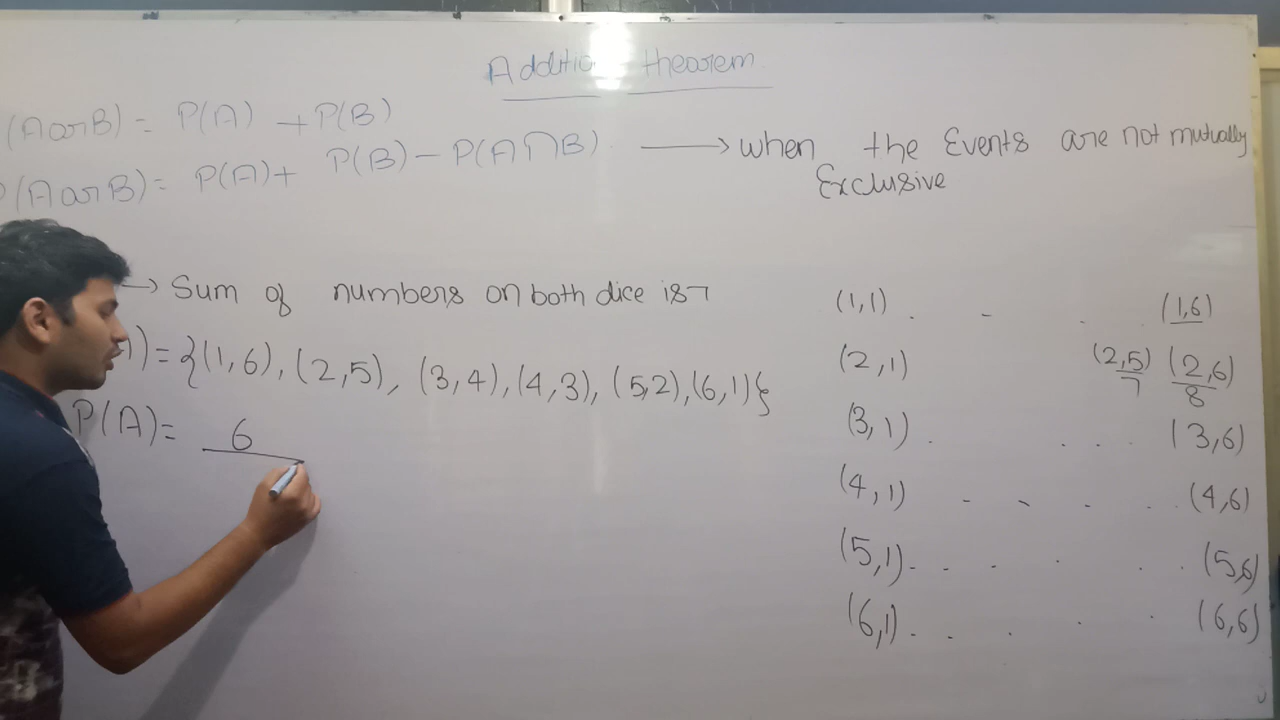 Addition theorem
(A or B) = P(A) + P(B)
P(A or B) = P(A) + P(B) - P(A∩B) → when the Events are not mutually
Exclusive
→ Sum of numbers on both dice is 7
) = {(1,6), (2,5), (3,4), (4,3), (5,2), (6,1)}
P(A) = 6
(1,1) . - . (1,6)
(2,1) (2,5) (2,6)
7 8
(3,1) . . . . (3,6)
(4,1) - - . . (4,6)
(5,1) - . . . . . (5,6)
(6,1) . . . . . (6,6)